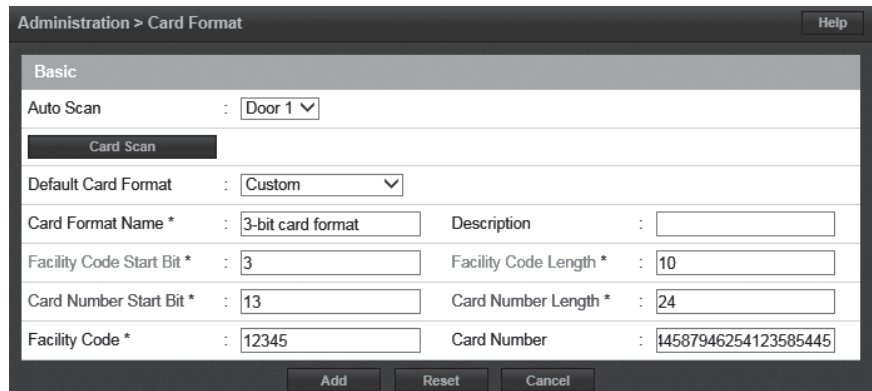 Administration > Card Format Help
Basic
Auto Scan : Door 1
Card Scan
Default Card Format : Custom
Card Format Name * : 3-bit card format Description :
Facility Code Start Bit * : 3 Facility Code Length * : 10
Card Number Start Bit * : 13 Card Number Length * : 24
Facility Code * : 12345 Card Number : 44587946254123585445
Add Reset Cancel